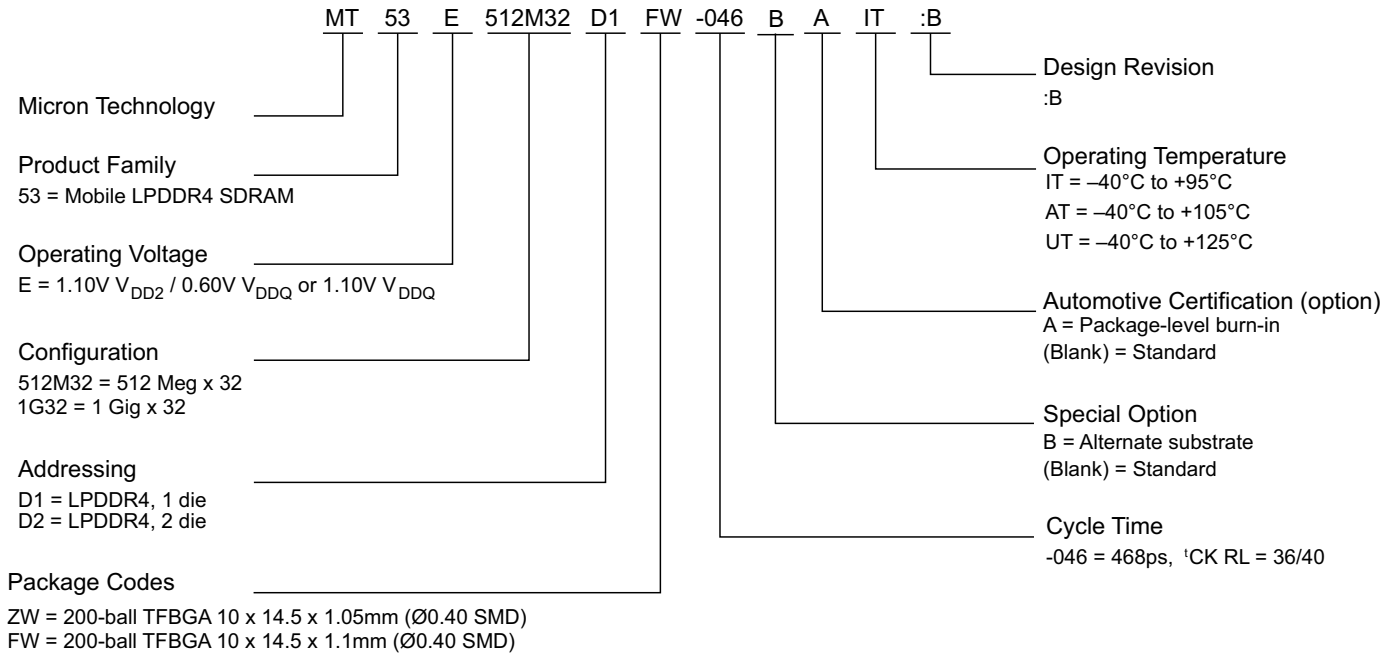 MT 53 E 512M32 D1 FW -046 B A IT :B
Micron Technology
Product Family
53 = Mobile LPDDR4 SDRAM
Operating Voltage
E = 1.10V VDD2 / 0.60V VDDQ or 1.10V VDDQ
Configuration
512M32 = 512 Meg x 32
1G32 = 1 Gig x 32
Addressing
D1 = LPDDR4, 1 die
D2 = LPDDR4, 2 die
Package Codes
ZW = 200-ball TFBGA 10 x 14.5 x 1.05mm (Ø0.40 SMD)
FW = 200-ball TFBGA 10 x 14.5 x 1.1mm (Ø0.40 SMD)
Design Revision
:B
Operating Temperature
IT = –40°C to +95°C
AT = –40°C to +105°C
UT = –40°C to +125°C
Automotive Certification (option)
A = Package-level burn-in
(Blank) = Standard
Special Option
B = Alternate substrate
(Blank) = Standard
Cycle Time
-046 = 468ps, tCK RL = 36/40